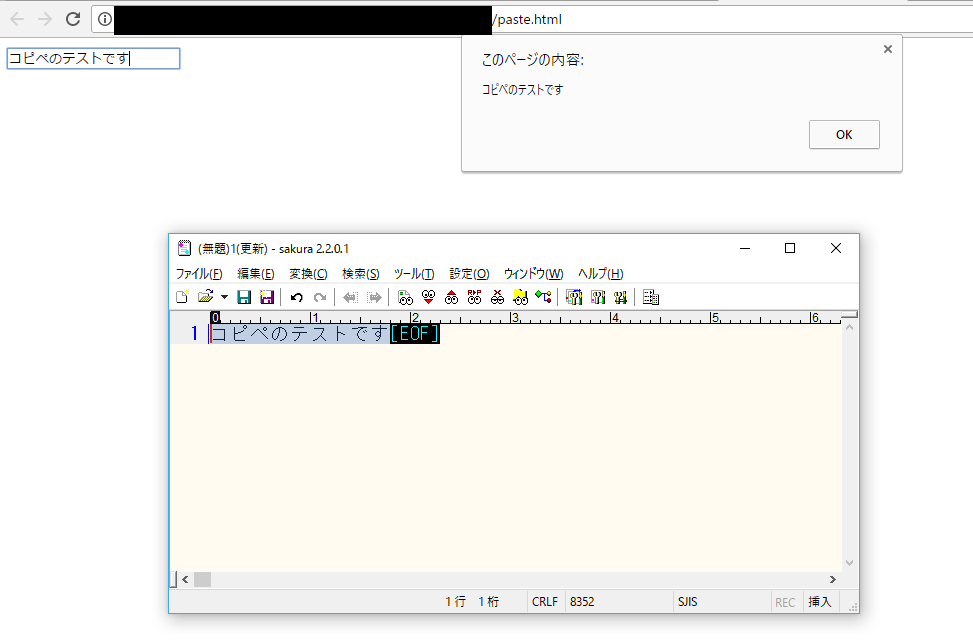 /paste.html
コピペのテストです
このページの内容:
コピペのテストです
OK
(無題)1(更新) - sakura 2.2.0.1
ファイル(F) 編集(E) 変換(C) 検索(S) ツール(T) 設定(O) ウィンドウ(W) ヘルプ(H)
0 1 2 3 4 5 6
1 コピペのテストです[EOF]
1 行 1 桁 CRLF 8352 SJIS REC 挿入